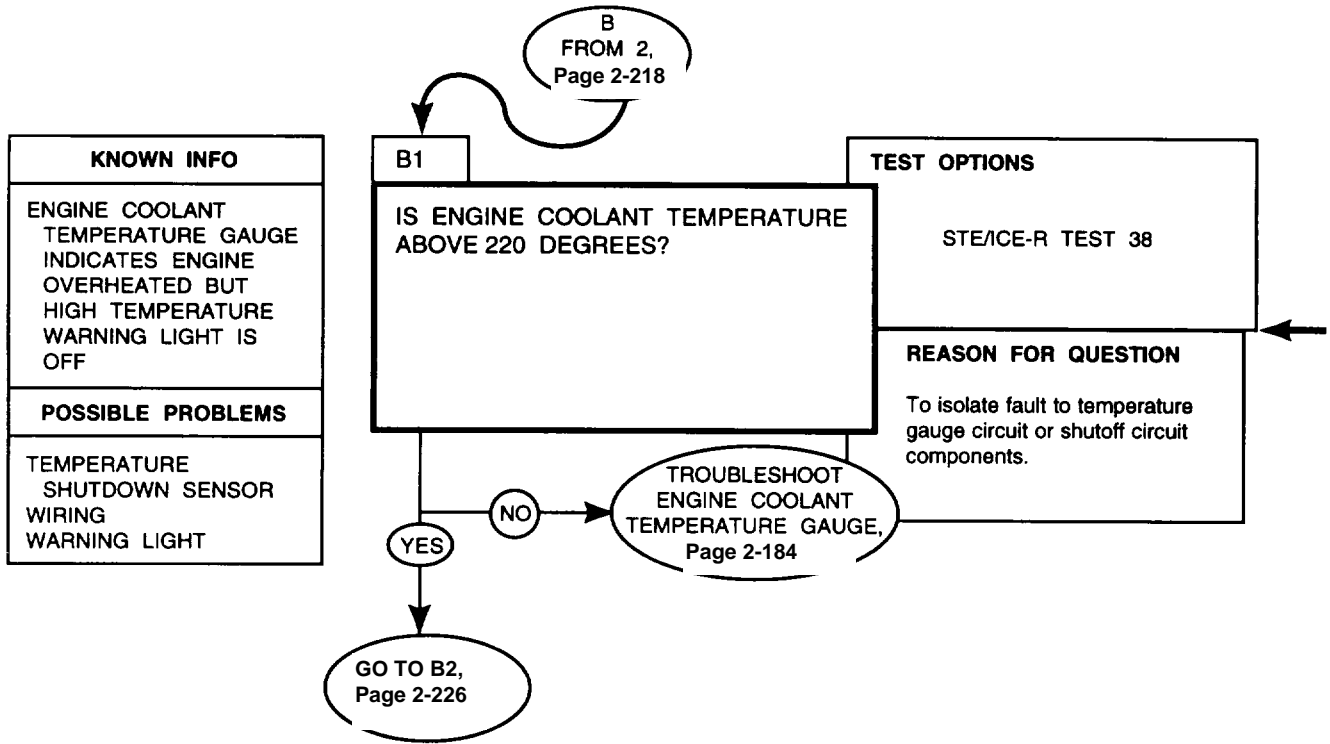 B
FROM 2,
Page 2-218
KNOWN INFO
ENGINE COOLANT
TEMPERATURE GAUGE
INDICATES ENGINE
OVERHEATED BUT
HIGH TEMPERATURE
WARNING LIGHT IS
OFF
POSSIBLE PROBLEMS
TEMPERATURE
SHUTDOWN SENSOR
WIRING
WARNING LIGHT
B1
IS ENGINE COOLANT TEMPERATURE
ABOVE 220 DEGREES?
TEST OPTIONS
STE/ICE-R TEST 38
REASON FOR QUESTION
To isolate fault to temperature
gauge circuit or shutoff circuit
components.
NO
TROUBLESHOOT
ENGINE COOLANT
TEMPERATURE GAUGE,
Page 2-184
YES
GO TO B2,
Page 2-226